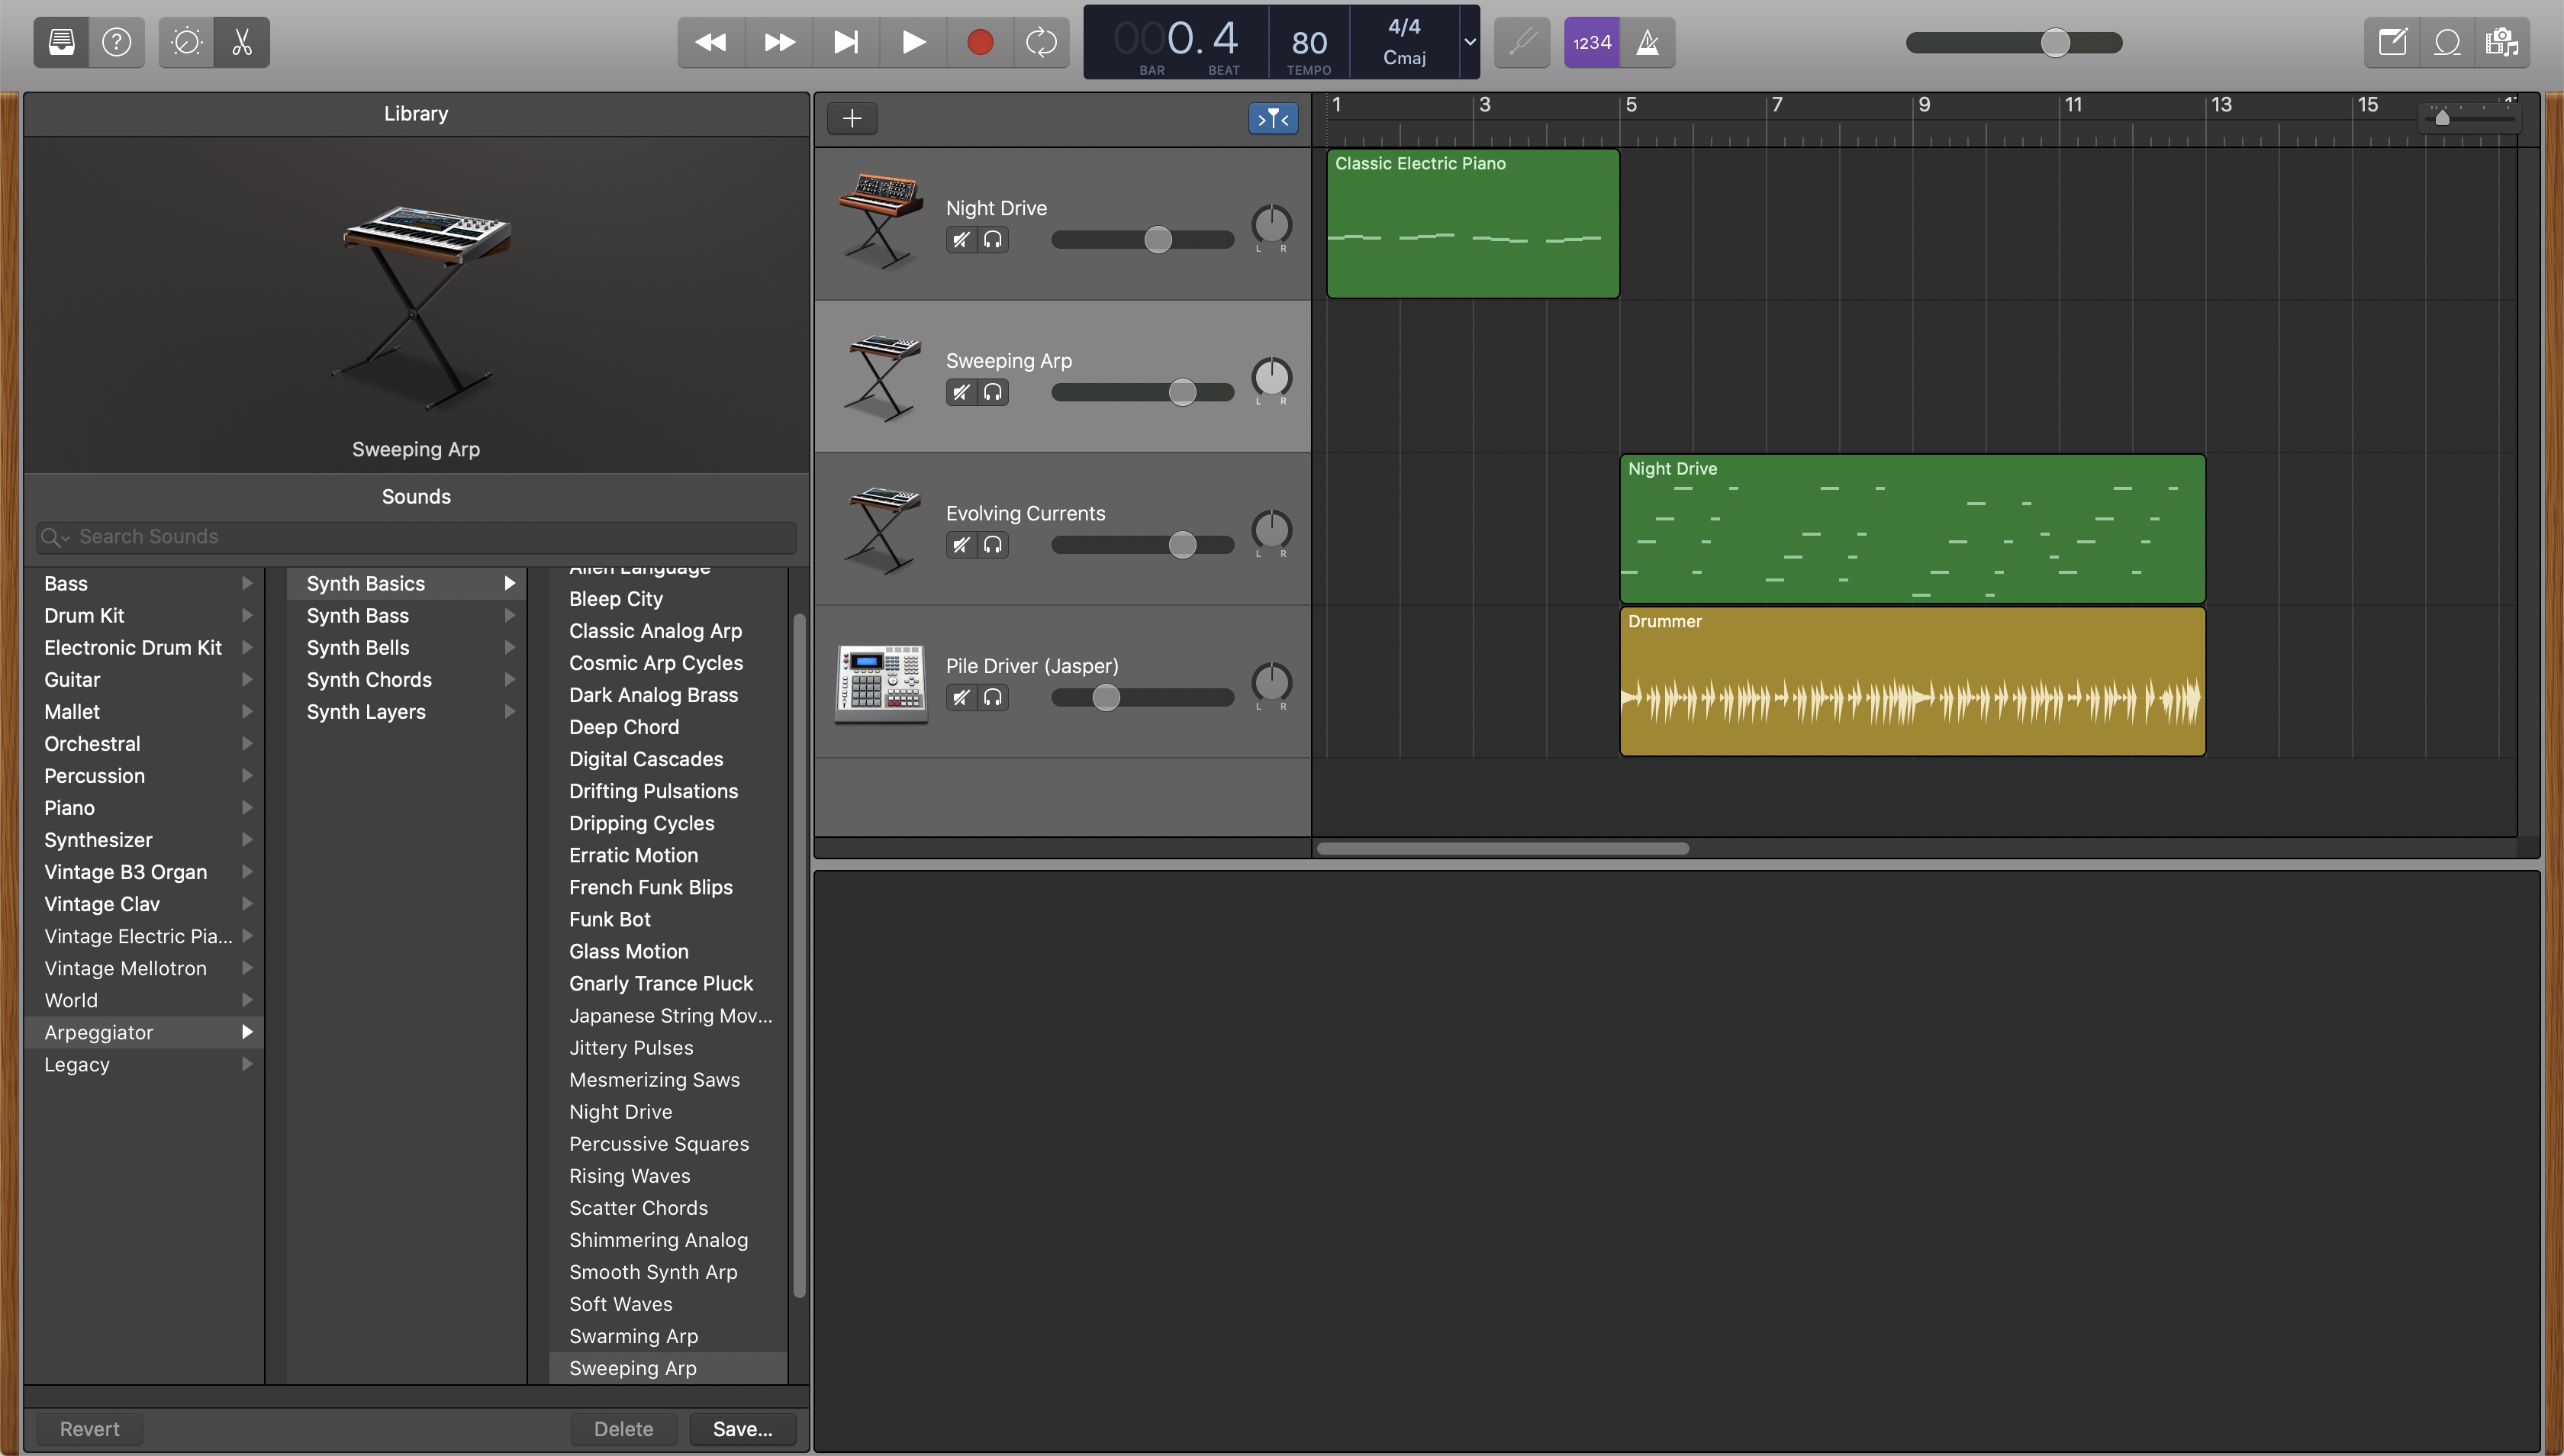 000.4
BAR BEAT
80
TEMPO
4/4
Cmaj
1234
Library
Sweeping Arp
Sounds
Search Sounds
Bass
Drum Kit
Electronic Drum Kit
Guitar
Mallet
Orchestral
Percussion
Piano
Synthesizer
Vintage B3 Organ
Vintage Clav
Vintage Electric Pia...
Vintage Mellotron
World
Arpeggiator
Legacy
Synth Basics
Synth Bass
Synth Bells
Synth Chords
Synth Layers
Alien Language
Bleep City
Classic Analog Arp
Cosmic Arp Cycles
Dark Analog Brass
Deep Chord
Digital Cascades
Drifting Pulsations
Dripping Cycles
Erratic Motion
French Funk Blips
Funk Bot
Glass Motion
Gnarly Trance Pluck
Japanese String Mov...
Jittery Pulses
Mesmerizing Saws
Night Drive
Percussive Squares
Rising Waves
Scatter Chords
Shimmering Analog
Smooth Synth Arp
Soft Waves
Swarming Arp
Sweeping Arp
Revert
Delete
Save...
1 3 5 7 9 11 13 15
Night Drive
L R
Sweeping Arp
L R
Evolving Currents
L R
Pile Driver (Jasper)
L R
Classic Electric Piano
Night Drive
Drummer